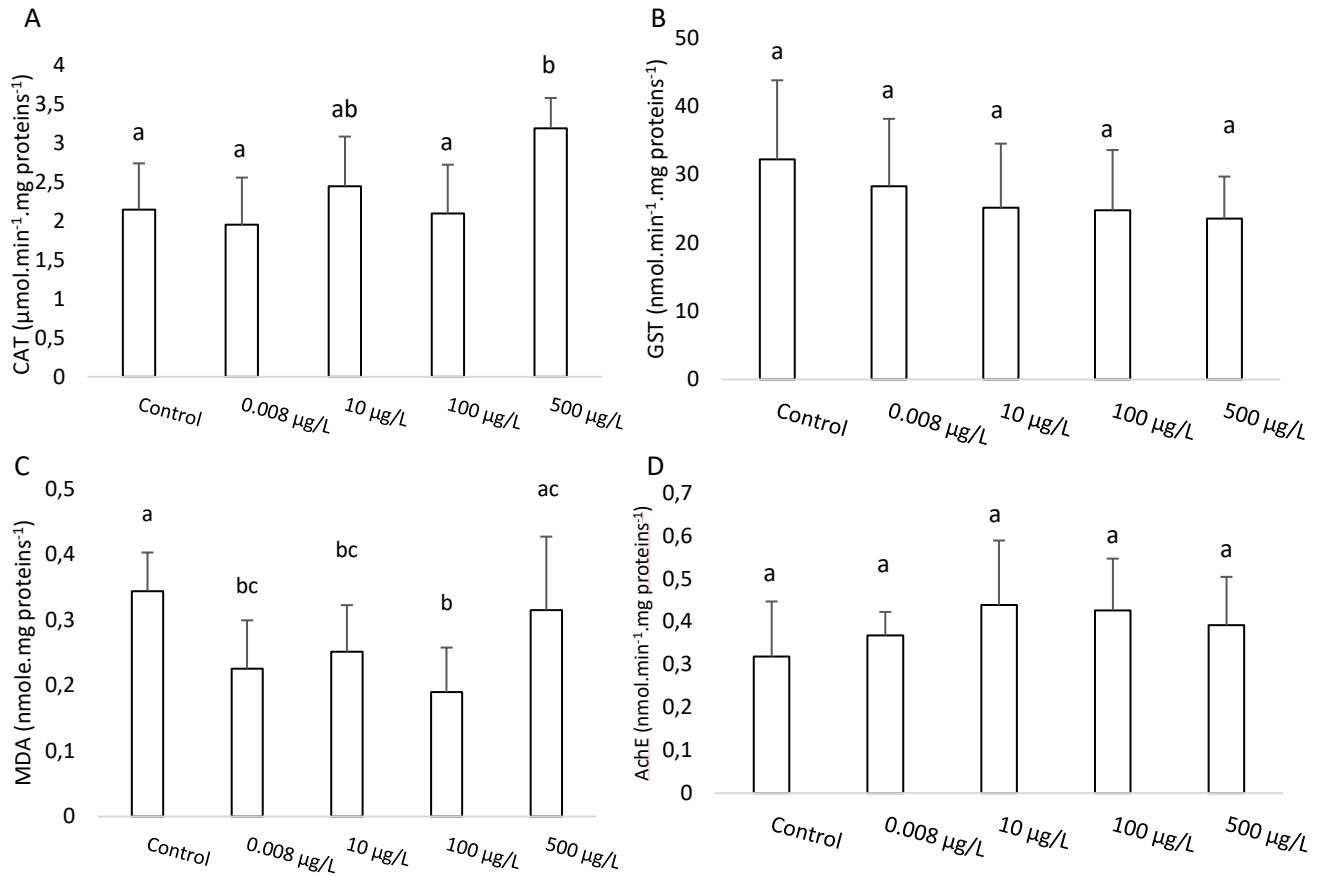 A
CAT (µmol.min⁻¹.mg proteins⁻¹)
4
3,5
3
2,5
2
1,5
1
0,5
0
a
a
ab
a
b
Control
0.008 µg/L
10 µg/L
100 µg/L
500 µg/L
B
GST (nmol.min⁻¹.mg proteins⁻¹)
50
40
30
20
10
0
a
a
a
a
a
Control
0.008 µg/L
10 µg/L
100 µg/L
500 µg/L
C
MDA (nmole.mg proteins⁻¹)
0,5
0,4
0,3
0,2
0,1
0
a
bc
bc
b
ac
Control
0.008 µg/L
10 µg/L
100 µg/L
500 µg/L
D
AchE (nmol.min⁻¹.mg proteins⁻¹)
0,7
0,6
0,5
0,4
0,3
0,2
0,1
0
a
a
a
a
a
Control
0.008 µg/L
10 µg/L
100 µg/L
500 µg/L